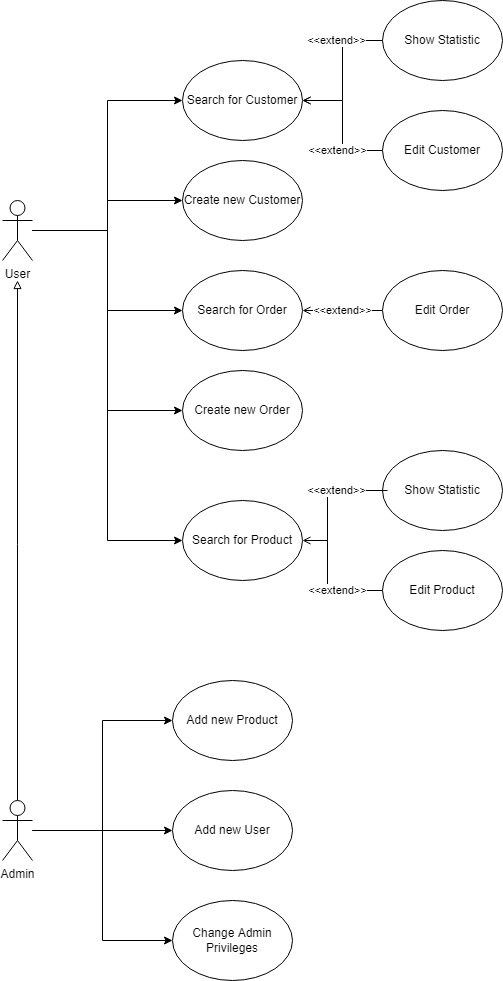 <<extend>>
Show Statistic
Search for Customer
<<extend>>
Edit Customer
Create new Customer
User
Search for Order
<<extend>>
Edit Order
Create new Order
<<extend>>
Show Statistic
Search for Product
<<extend>>
Edit Product
Add new Product
Add new User
Admin
Change Admin
Privileges